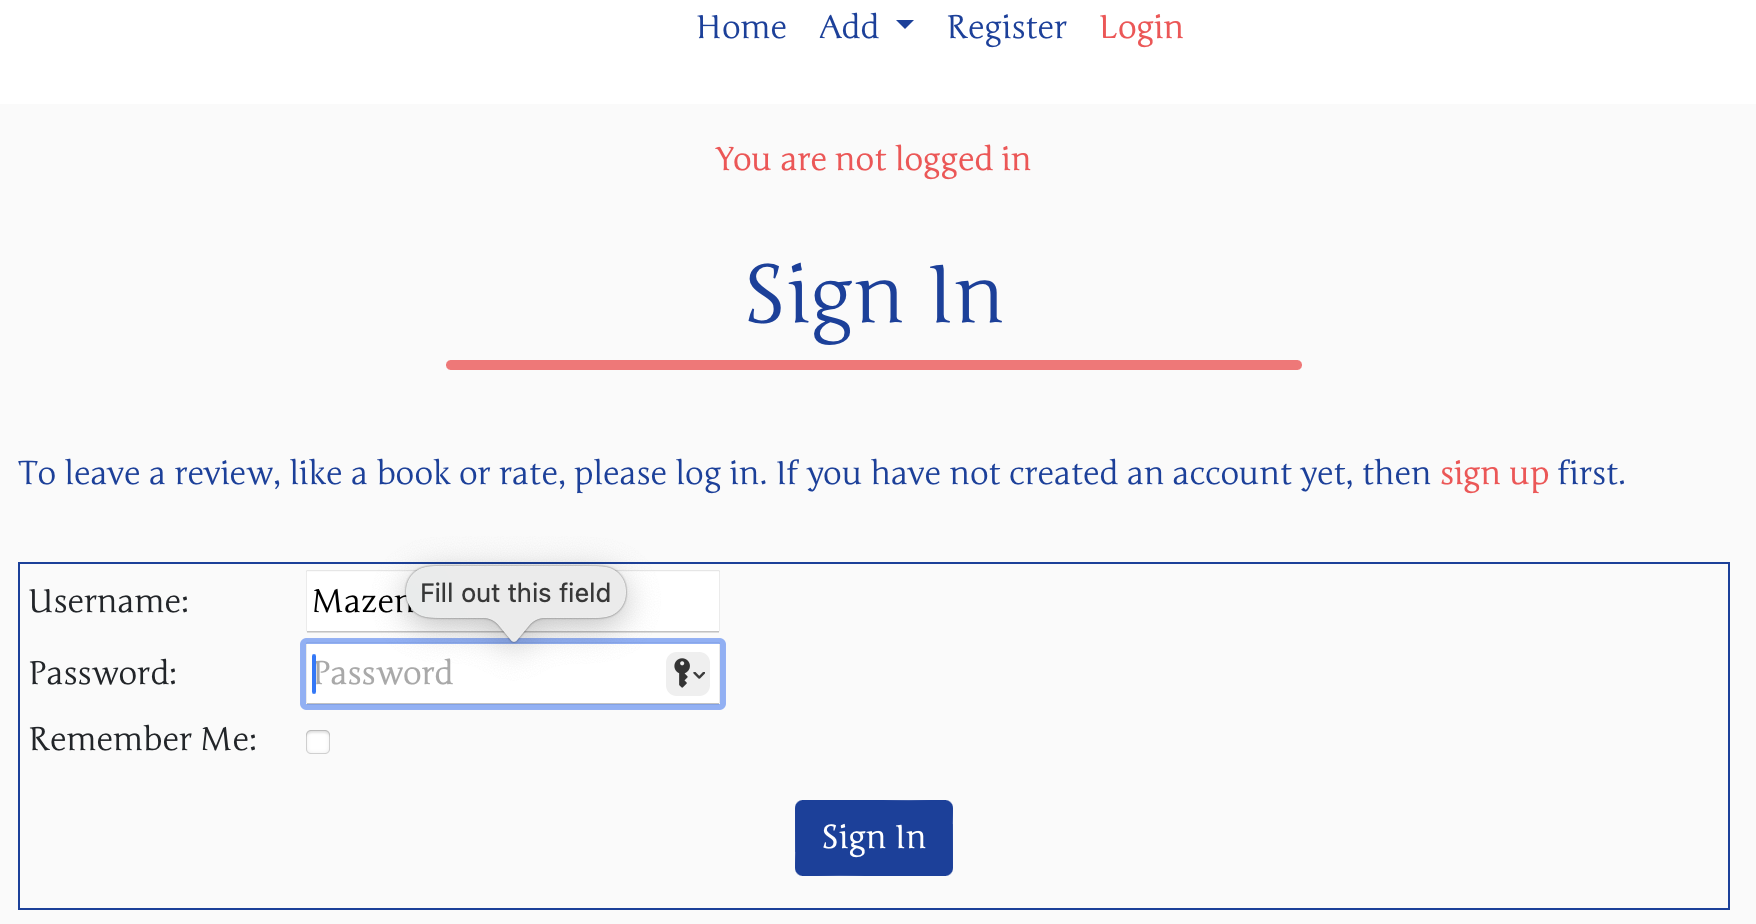 Home Add Register Login
You are not logged in
Sign In
To leave a review, like a book or rate, please log in. If you have not created an account yet, then sign up first.
Username: Mazen
Fill out this field
Password: Password
Remember Me:
Sign In